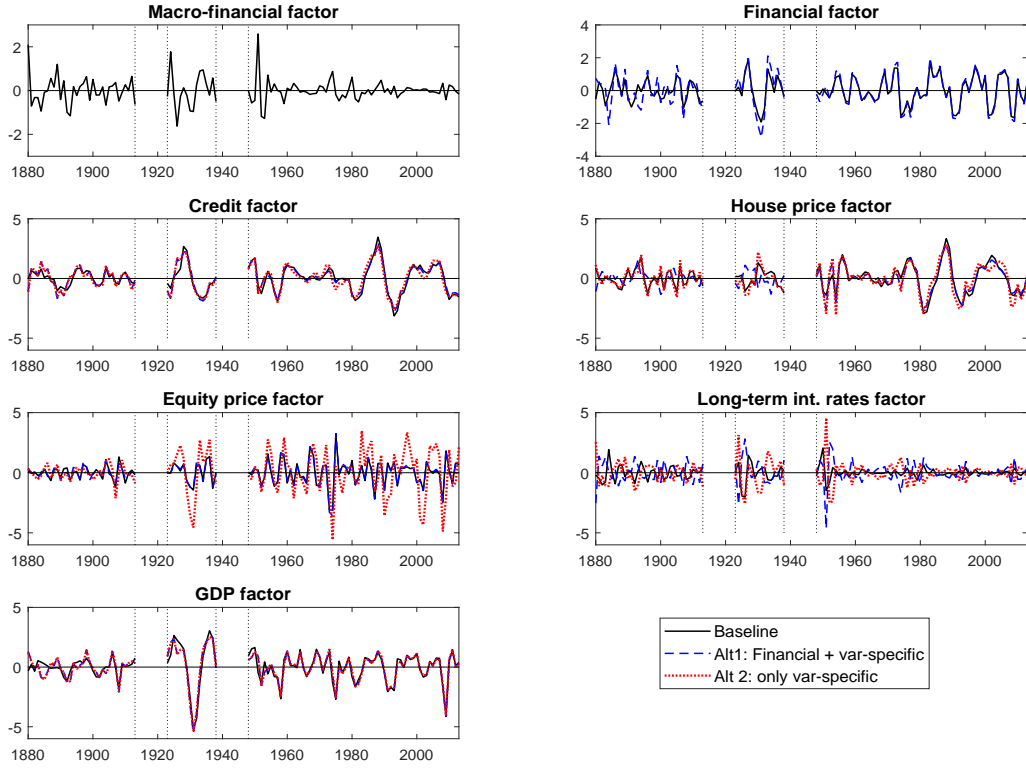 Macro-financial factor
2
0
-2
1880 1900 1920 1940 1960 1980 2000
Financial factor
4
2
0
-2
-4
1880 1900 1920 1940 1960 1980 2000
Credit factor
5
0
-5
1880 1900 1920 1940 1960 1980 2000
House price factor
5
0
-5
1880 1900 1920 1940 1960 1980 2000
Equity price factor
5
0
-5
1880 1900 1920 1940 1960 1980 2000
Long-term int. rates factor
5
0
-5
1880 1900 1920 1940 1960 1980 2000
GDP factor
5
0
-5
1880 1900 1920 1940 1960 1980 2000
Baseline
Alt1: Financial + var-specific
Alt 2: only var-specific